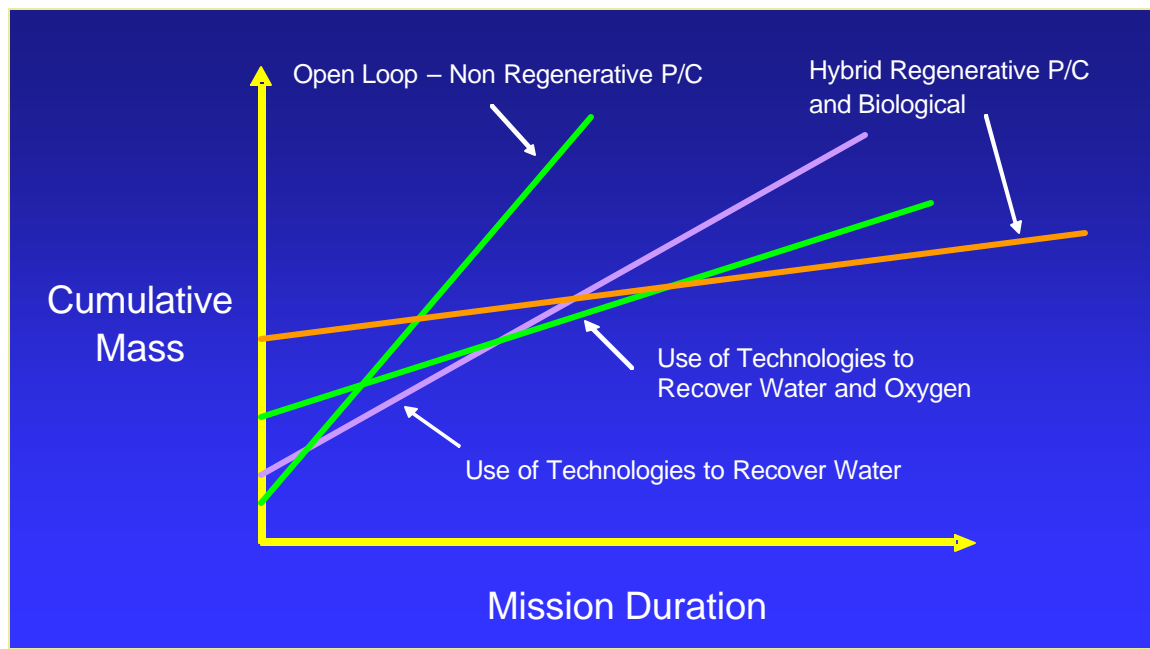 Open Loop – Non Regenerative P/C
Hybrid Regenerative P/C
and Biological
Cumulative
Mass
Use of Technologies to
Recover Water and Oxygen
Use of Technologies to Recover Water
Mission Duration